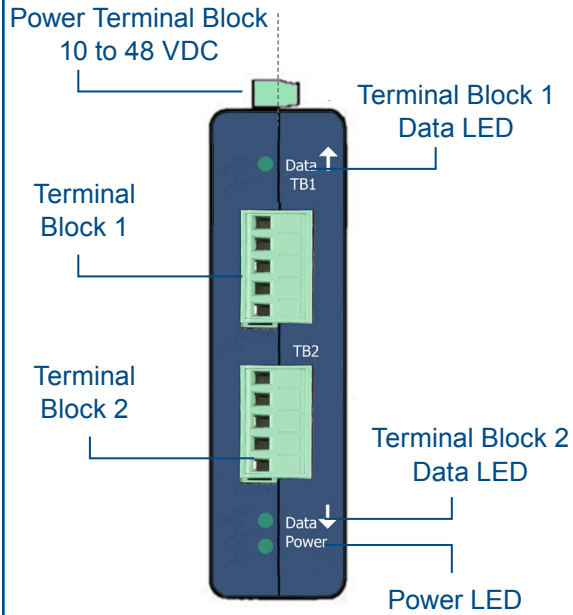 Power Terminal Block
10 to 48 VDC
Terminal Block 1
Data LED
Data
TB1
Terminal
Block 1
TB2
Terminal
Block 2
Terminal Block 2
Data LED
Data
Power
Power LED